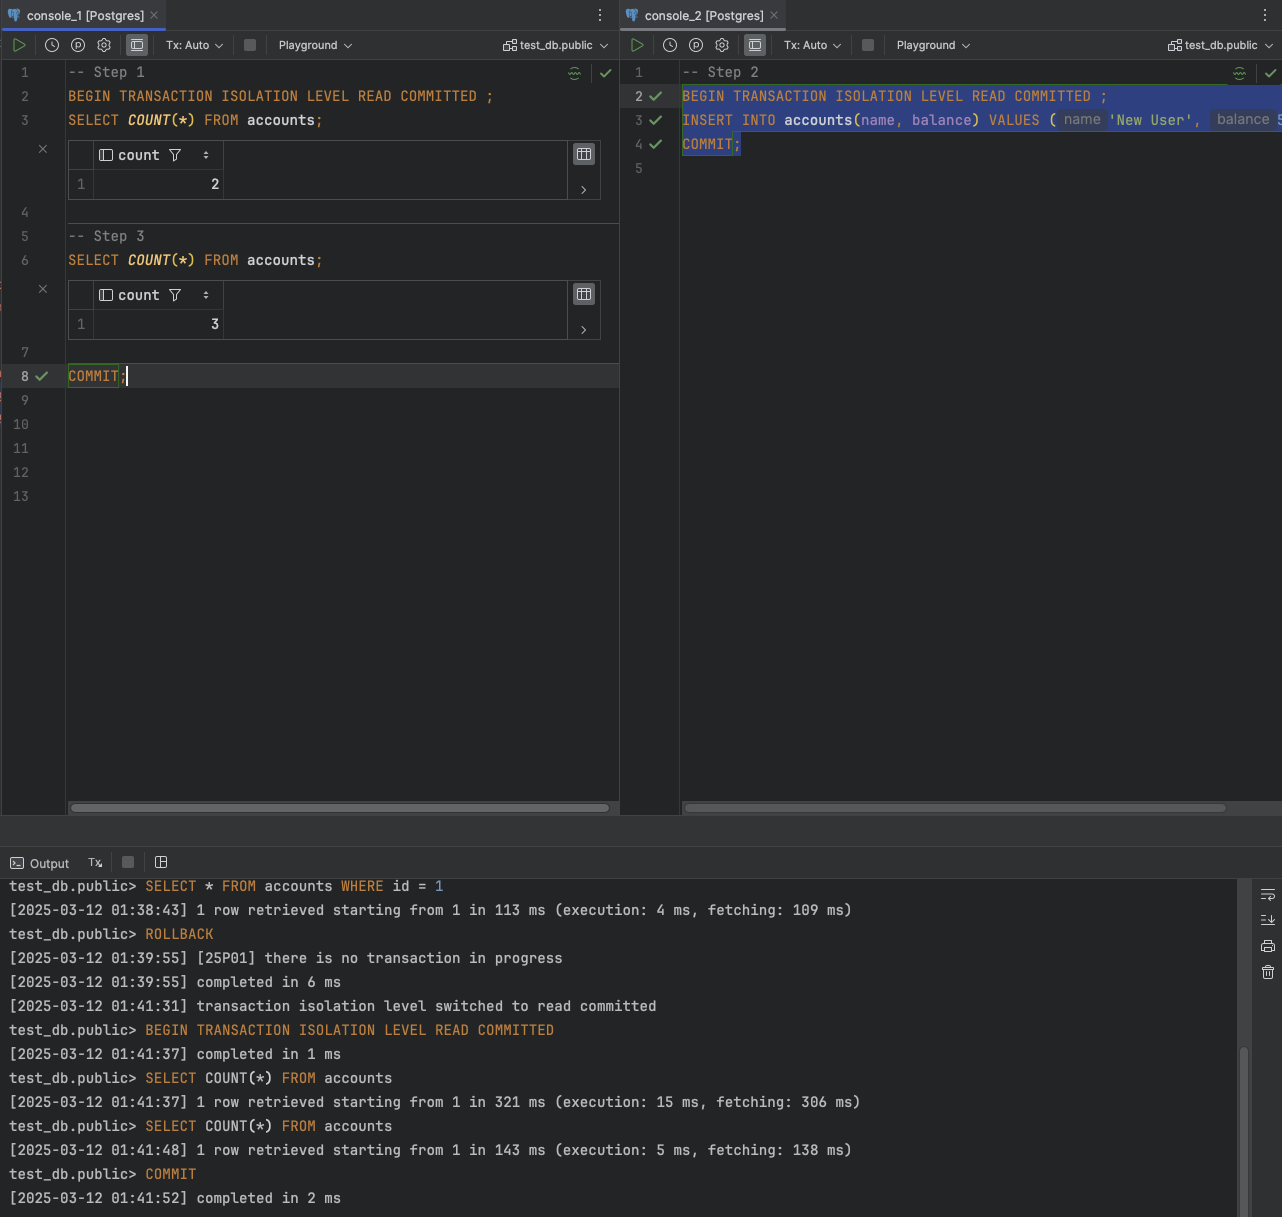 console_1 [Postgres]
Tx: Auto
Playground
test_db.public
1 -- Step 1
2 BEGIN TRANSACTION ISOLATION LEVEL READ COMMITTED ;
3 SELECT COUNT(*) FROM accounts;
count
1 2
4
5 -- Step 3
6 SELECT COUNT(*) FROM accounts;
count
1 3
7
8 COMMIT;
9
10
11
12
13
console_2 [Postgres]
Tx: Auto
Playground
test_db.public
1 -- Step 2
2 BEGIN TRANSACTION ISOLATION LEVEL READ COMMITTED ;
3 INSERT INTO accounts(name, balance) VALUES ( name 'New User', balance 5
4 COMMIT;
5
Output Tx
test_db.public> SELECT * FROM accounts WHERE id = 1
[2025-03-12 01:38:43] 1 row retrieved starting from 1 in 113 ms (execution: 4 ms, fetching: 109 ms)
test_db.public> ROLLBACK
[2025-03-12 01:39:55] [25P01] there is no transaction in progress
[2025-03-12 01:39:55] completed in 6 ms
[2025-03-12 01:41:31] transaction isolation level switched to read committed
test_db.public> BEGIN TRANSACTION ISOLATION LEVEL READ COMMITTED
[2025-03-12 01:41:37] completed in 1 ms
test_db.public> SELECT COUNT(*) FROM accounts
[2025-03-12 01:41:37] 1 row retrieved starting from 1 in 321 ms (execution: 15 ms, fetching: 306 ms)
test_db.public> SELECT COUNT(*) FROM accounts
[2025-03-12 01:41:48] 1 row retrieved starting from 1 in 143 ms (execution: 5 ms, fetching: 138 ms)
test_db.public> COMMIT
[2025-03-12 01:41:52] completed in 2 ms